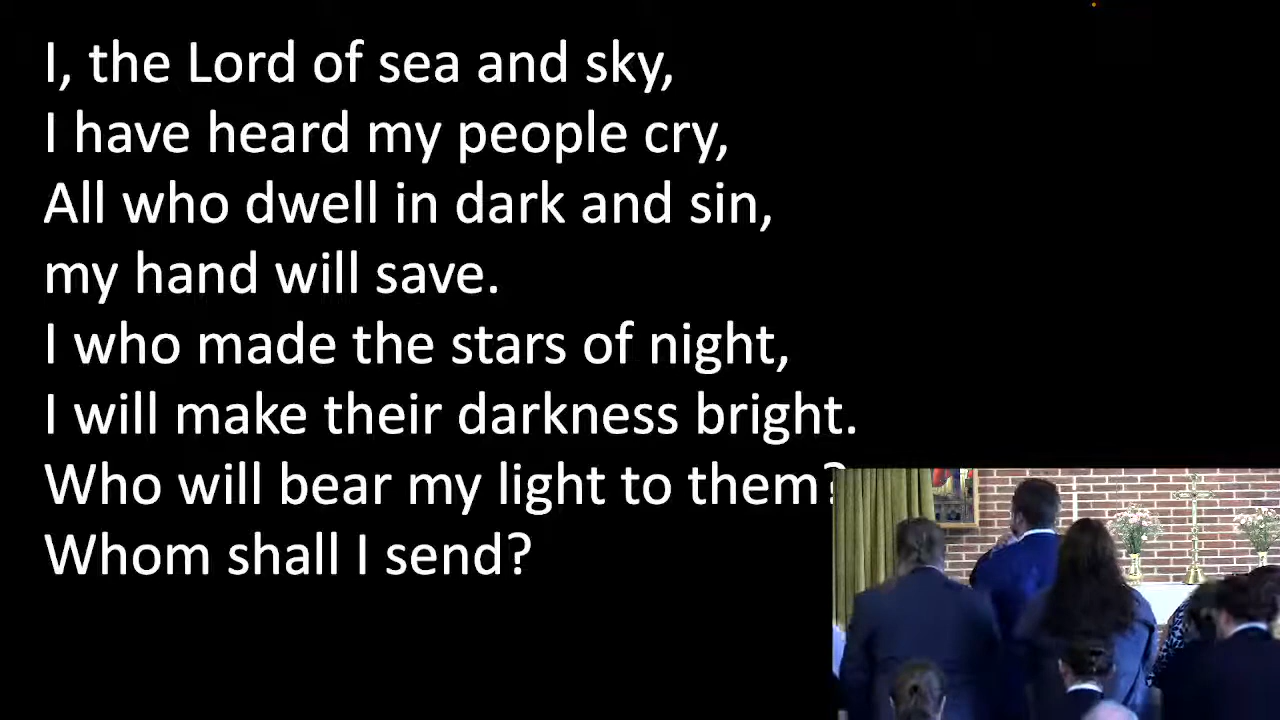 I, the Lord of sea and sky,
I have heard my people cry,
All who dwell in dark and sin,
my hand will save.
I who made the stars of night,
I will make their darkness bright.
Who will bear my light to them?
Whom shall I send?